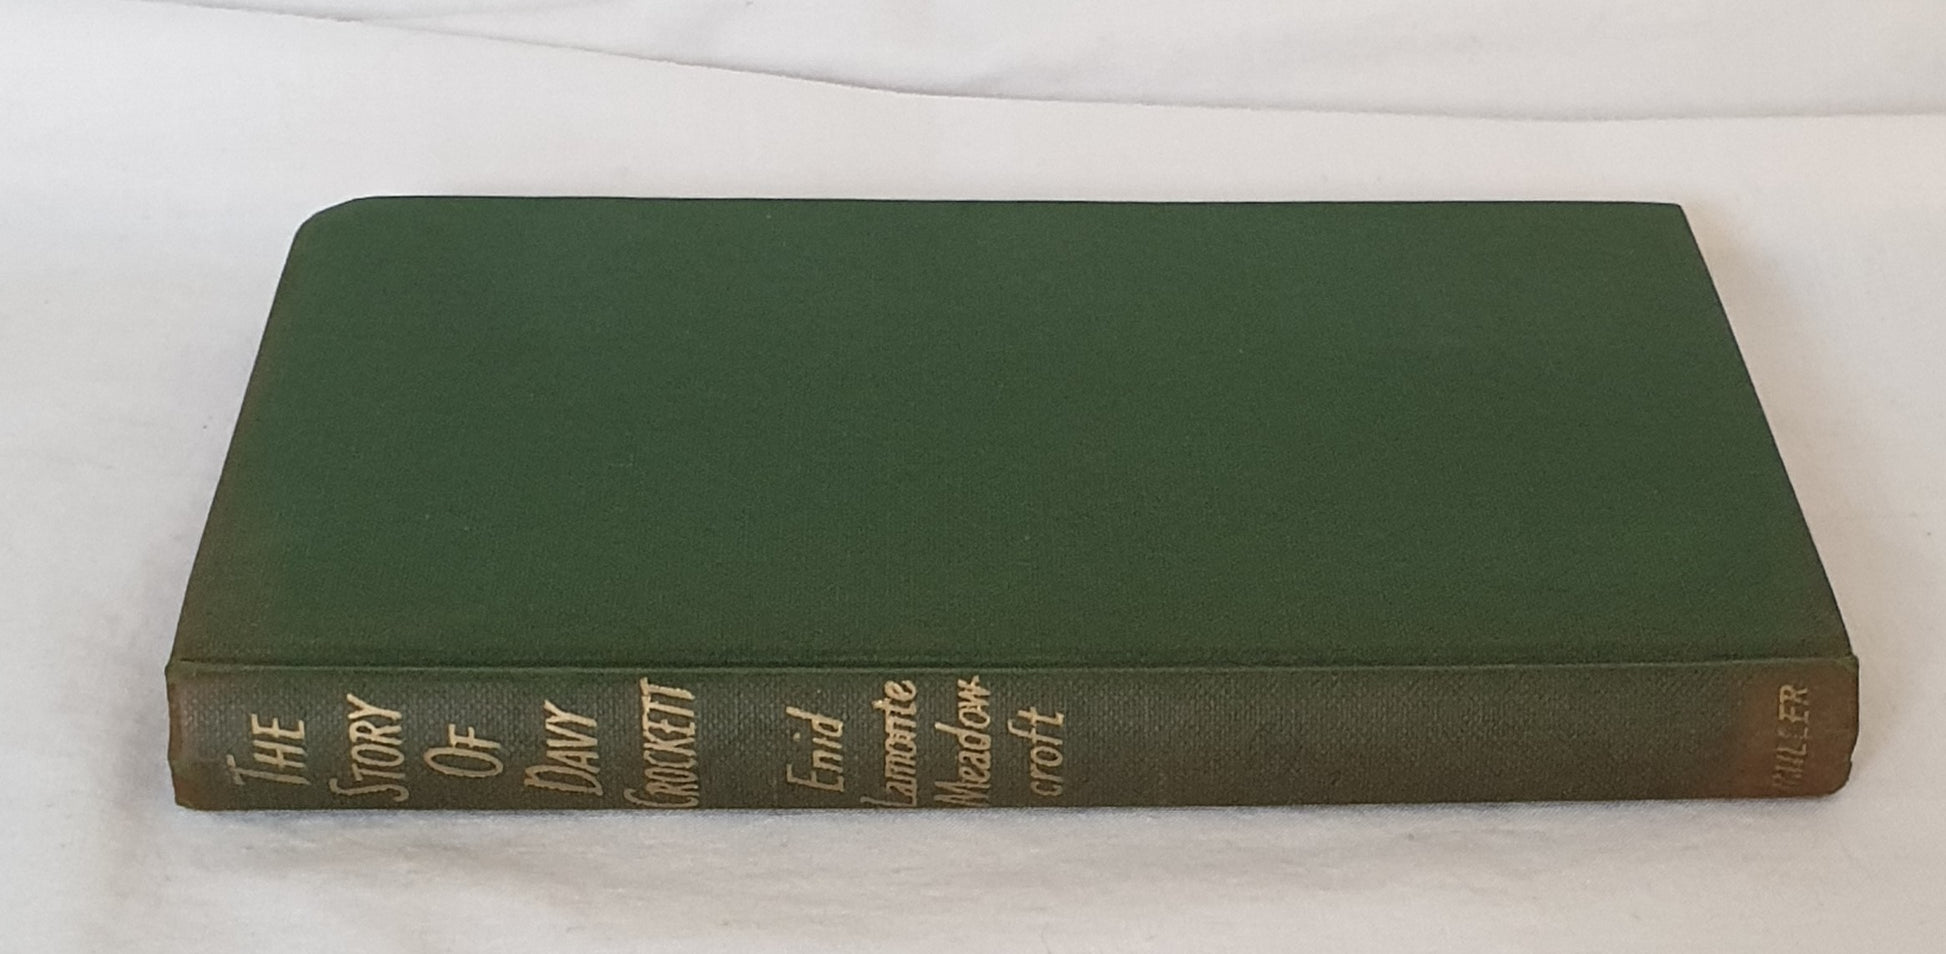 THE
STORY
OF
DAVY
CROCKETT
Enid
Lamonte
Meadow
croft
MULLER